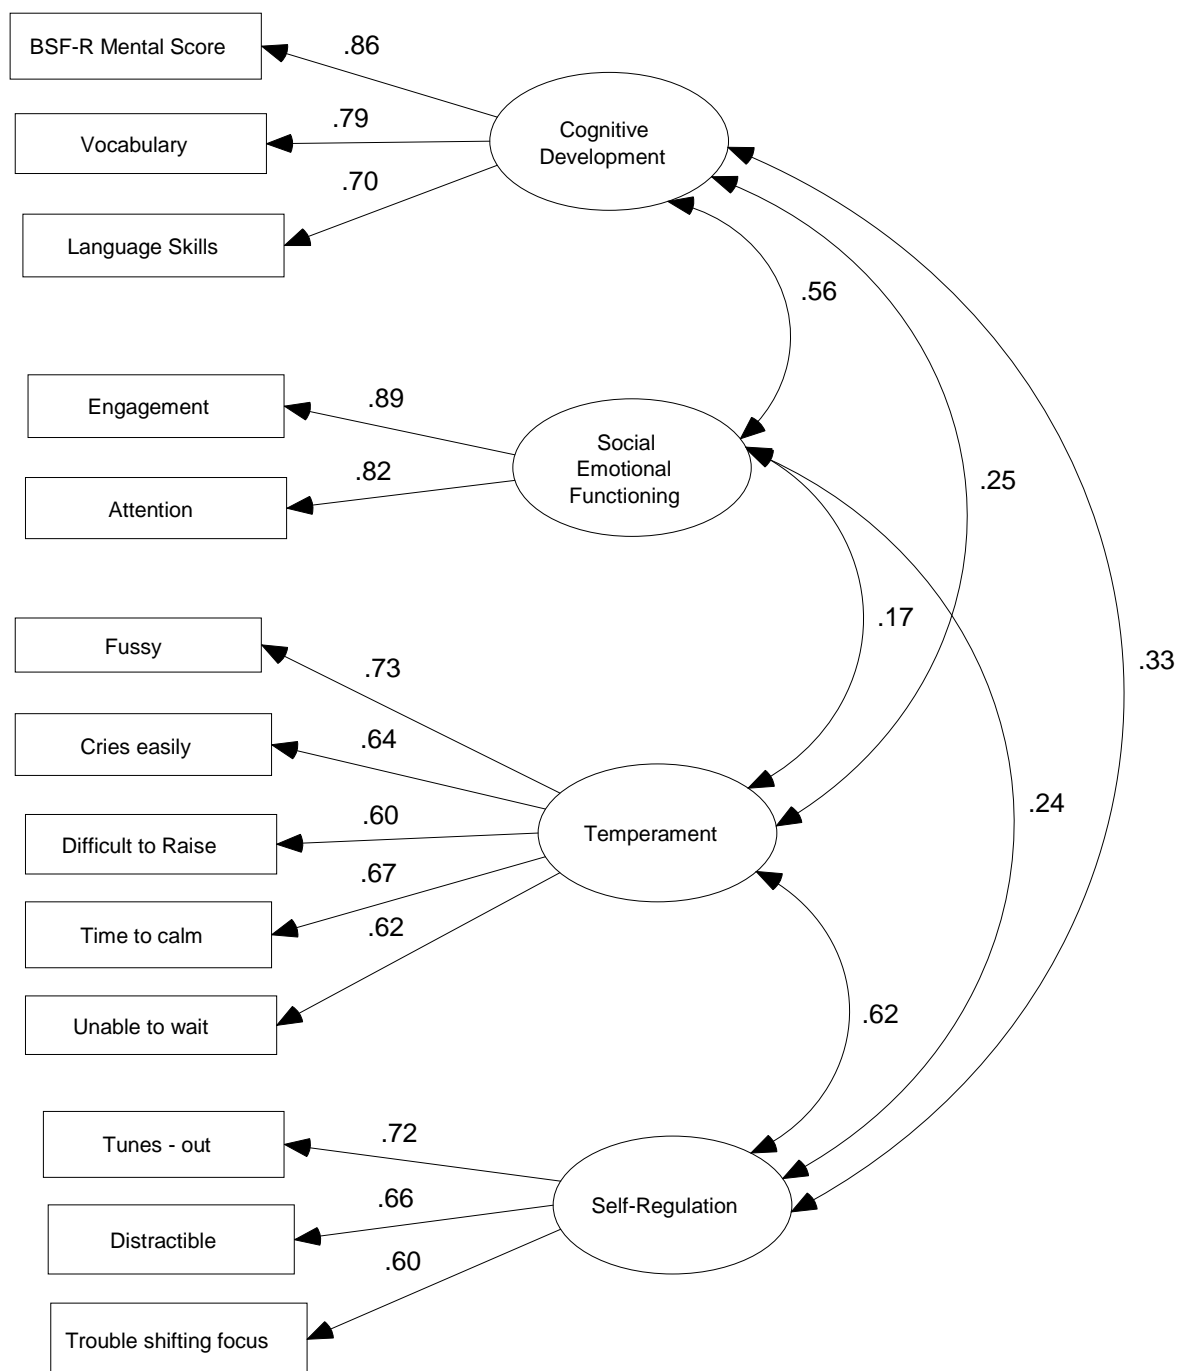 BSF-R Mental Score
.86
Vocabulary
.79
Cognitive
Development
.70
Language Skills
.56
Engagement
.89
Social
Emotional
Functioning
.82
Attention
.25
.17
Fussy
.73
.33
Cries easily
.64
.24
Difficult to Raise
.60
Temperament
.67
Time to calm
.62
Unable to wait
.62
Tunes - out
.72
Self-Regulation
.66
Distractible
.60
Trouble shifting focus